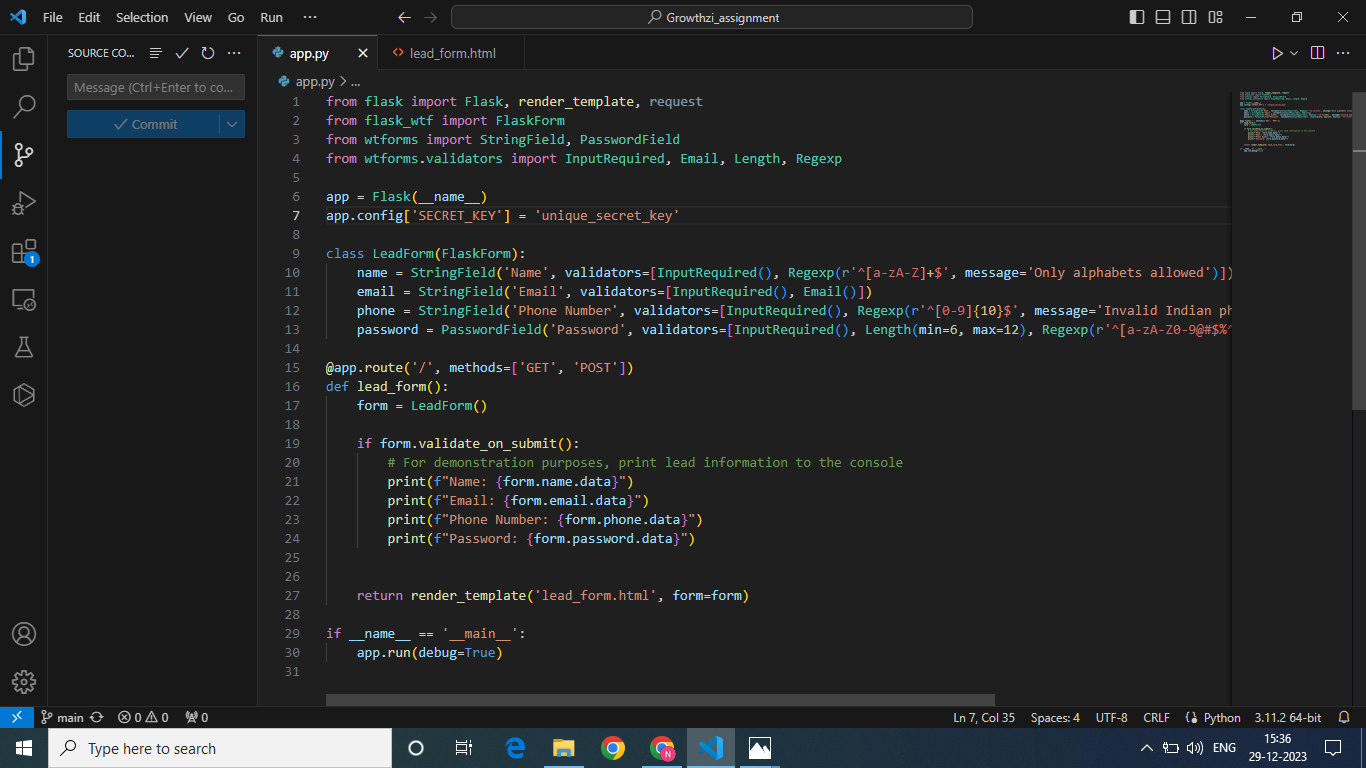 File Edit Selection View Go Run ··· Growthzi_assignment
SOURCE CO...
Message (Ctrl+Enter to co...
Commit
1
app.py lead_form.html
app.py > ...
1 from flask import Flask, render_template, request
2 from flask_wtf import FlaskForm
3 from wtforms import StringField, PasswordField
4 from wtforms.validators import InputRequired, Email, Length, Regexp
5
6 app = Flask(__name__)
7 app.config['SECRET_KEY'] = 'unique_secret_key'
8
9 class LeadForm(FlaskForm):
10 name = StringField('Name', validators=[InputRequired(), Regexp(r'^[a-zA-Z]+$', message='Only alphabets allowed')])
11 email = StringField('Email', validators=[InputRequired(), Email()])
12 phone = StringField('Phone Number', validators=[InputRequired(), Regexp(r'^[0-9]{10}$', message='Invalid Indian ph
13 password = PasswordField('Password', validators=[InputRequired(), Length(min=6, max=12), Regexp(r'^[a-zA-Z0-9@#$%^
14
15 @app.route('/', methods=['GET', 'POST'])
16 def lead_form():
17 form = LeadForm()
18
19 if form.validate_on_submit():
20 # For demonstration purposes, print lead information to the console
21 print(f"Name: {form.name.data}")
22 print(f"Email: {form.email.data}")
23 print(f"Phone Number: {form.phone.data}")
24 print(f"Password: {form.password.data}")
25
26
27 return render_template('lead_form.html', form=form)
28
29 if __name__ == '__main__':
30 app.run(debug=True)
31
main 0 0 0 Ln 7, Col 35 Spaces: 4 UTF-8 CRLF Python 3.11.2 64-bit
Type here to search N ENG 15:36
29-12-2023